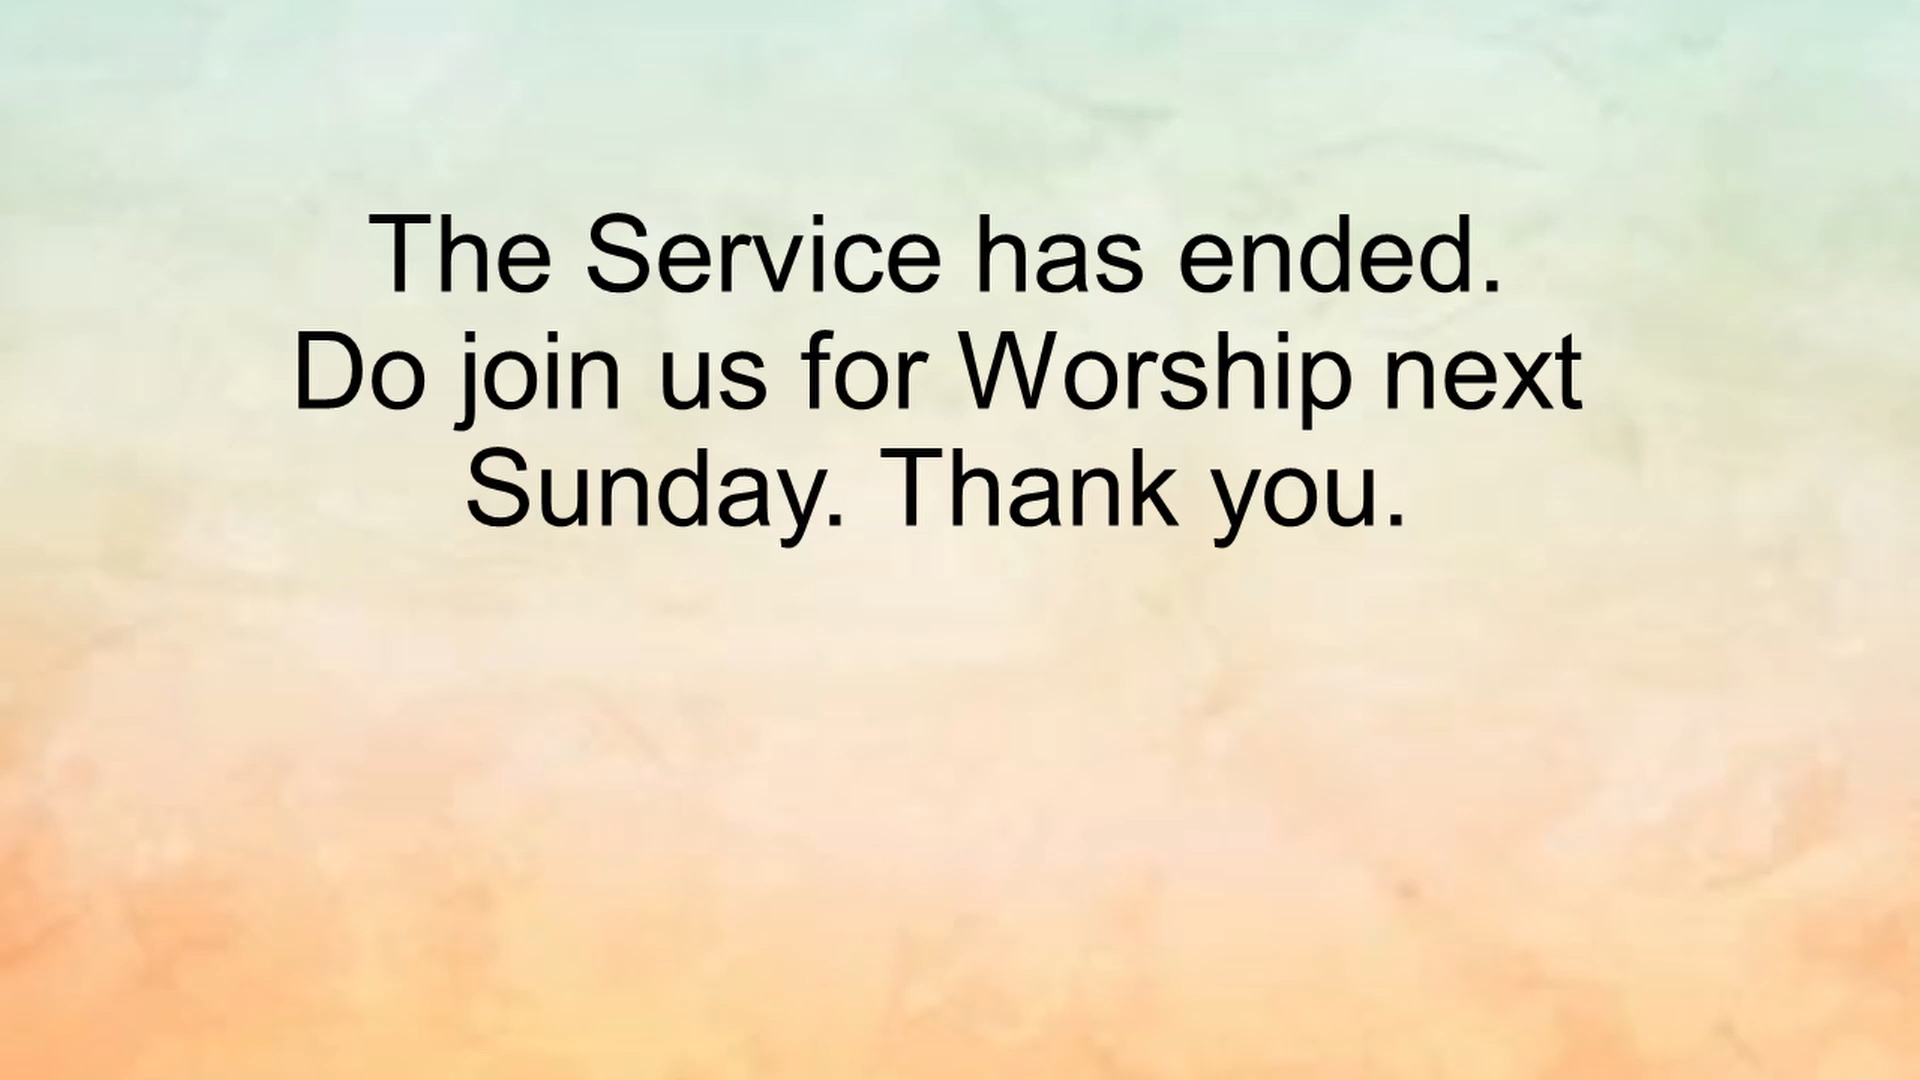 The Service has ended.
Do join us for Worship next
Sunday. Thank you.